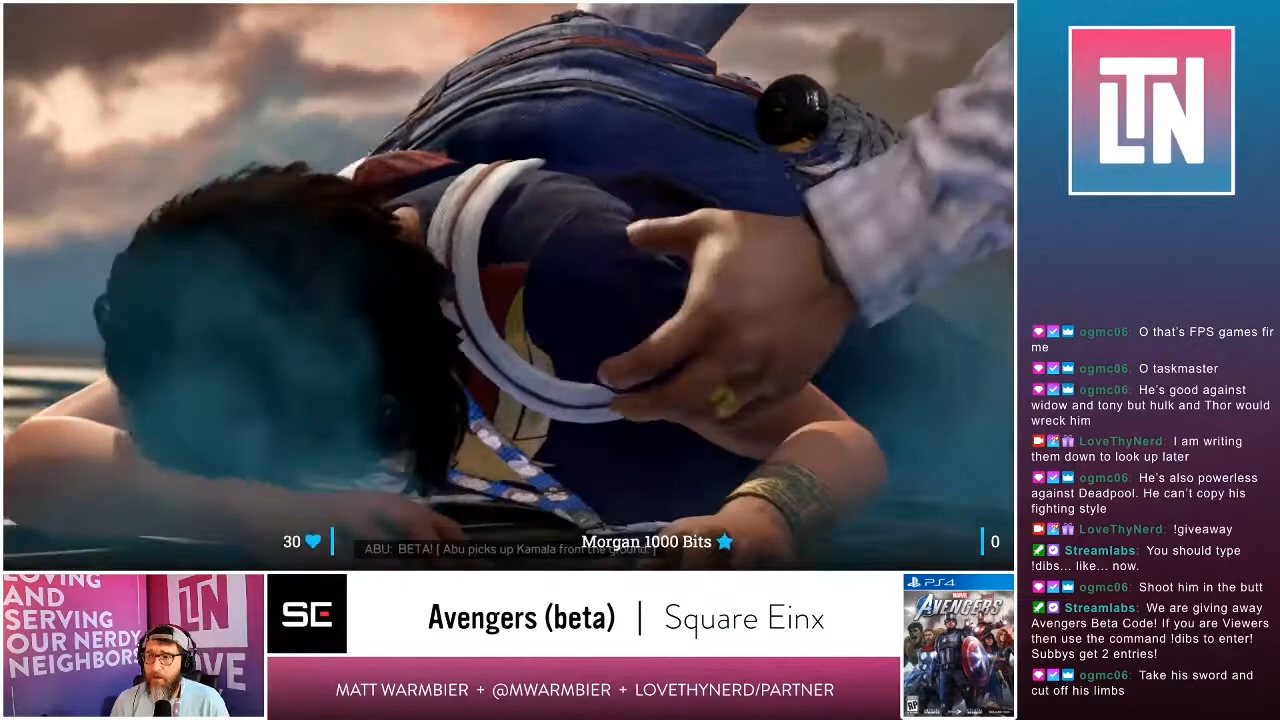 LTN
ogmc06: O that's FPS games fir
me
ogmc06: O taskmaster
ogmc06: He's good against
widow and tony but hulk and Thor would
wreck him
LoveThyNerd: I am writing
them down to look up later
ogmc06: He's also powerless
against Deadpool. He can't copy his
fighting style
LoveThyNerd: !giveaway
Streamlabs: You should type
!dibs... like... now.
ogmc06: Shoot him in the butt
Streamlabs: We are giving away
Avengers Beta Code! If you are Viewers
then use the command !dibs to enter!
Subbys get 2 entries!
ogmc06: Take his sword and
cut off his limbs
30
Morgan 1000 Bits
0
ABU: BETA! [ Abu picks up Kamala from the ground. ]
LOVING
AND
SERVING
OUR NERDY
NEIGHBORS
LTN
LOVE
SE
Avengers (beta) | Square Einx
MATT WARMBIER + @MWARMBIER + LOVETHYNERD/PARTNER
PS4
MARVEL
AVENGERS